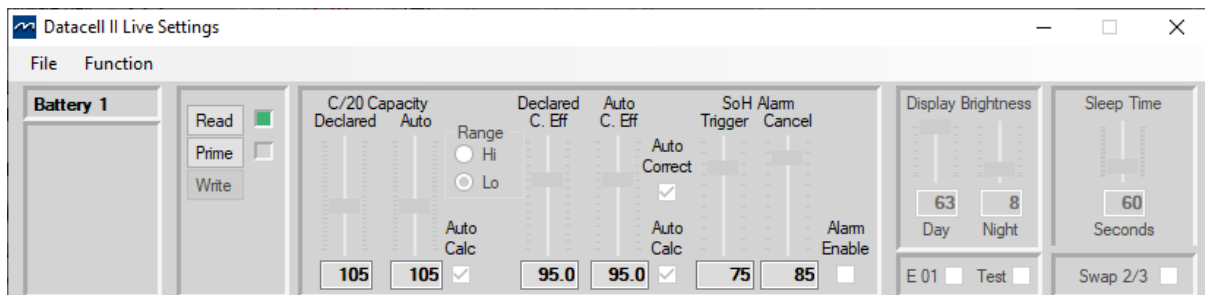 Datacell II Live Settings
File Function
Battery 1
Read
Prime
Write
C/20 Capacity
Declared Auto
105 105
Auto
Calc
Range
Hi
Lo
Declared
C. Eff
95.0
Auto
C. Eff
95.0
Auto
Correct
Auto
Calc
SoH Alarm
Trigger Cancel
75 85
Alarm
Enable
Display Brightness
63 8
Day Night
E 01 Test
Sleep Time
60
Seconds
Swap 2/3